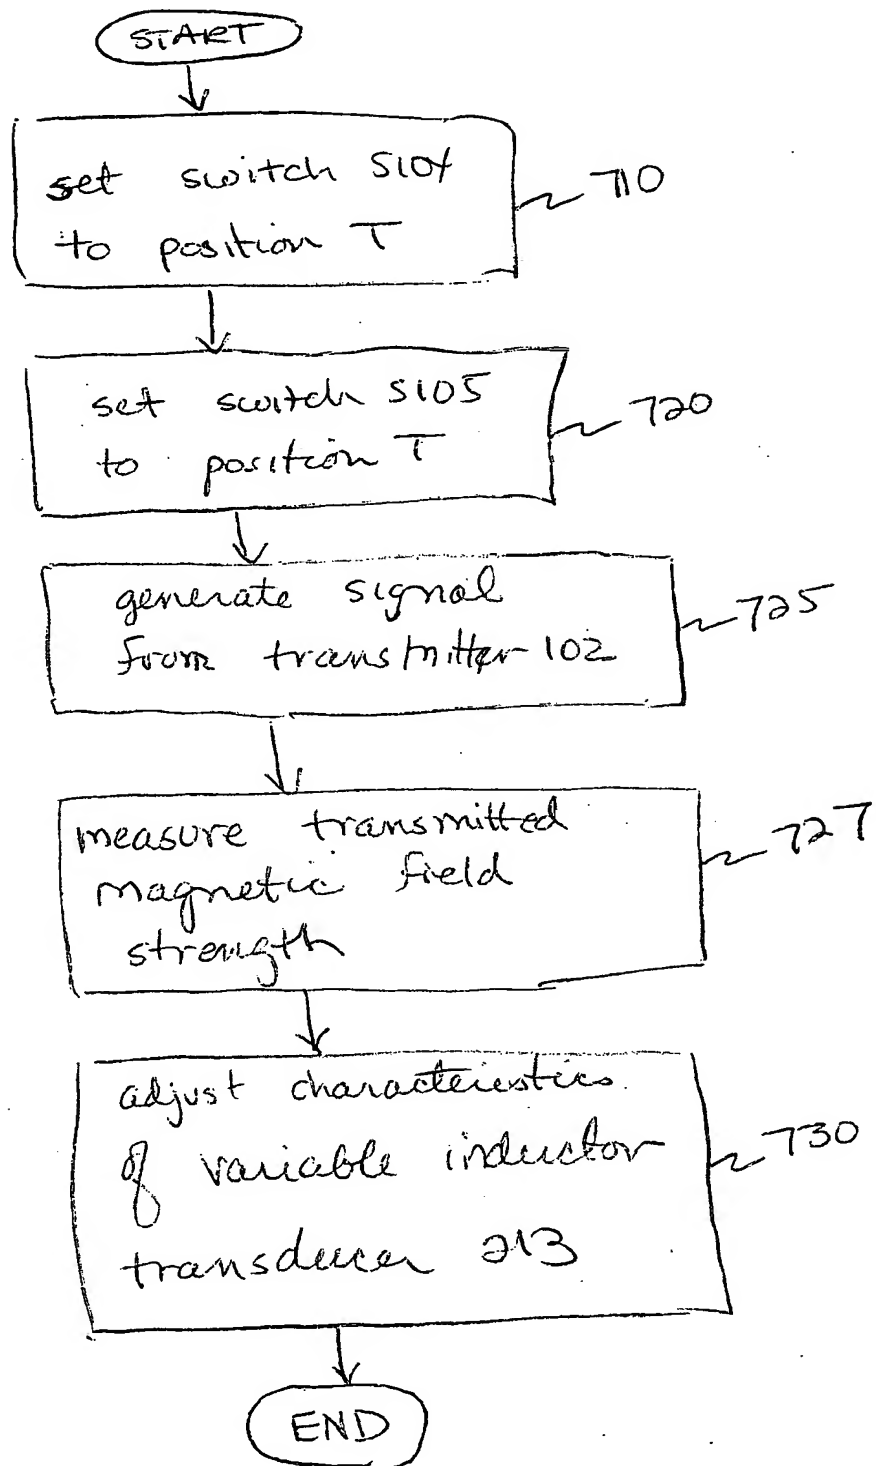 START
set switch S104
to position T
710
set switch S105
to position T
720
generate signal
from transmitter 102
725
measure transmitted
magnetic field
strength
727
adjust characteristics
of variable inductor
transducer 213
730
END